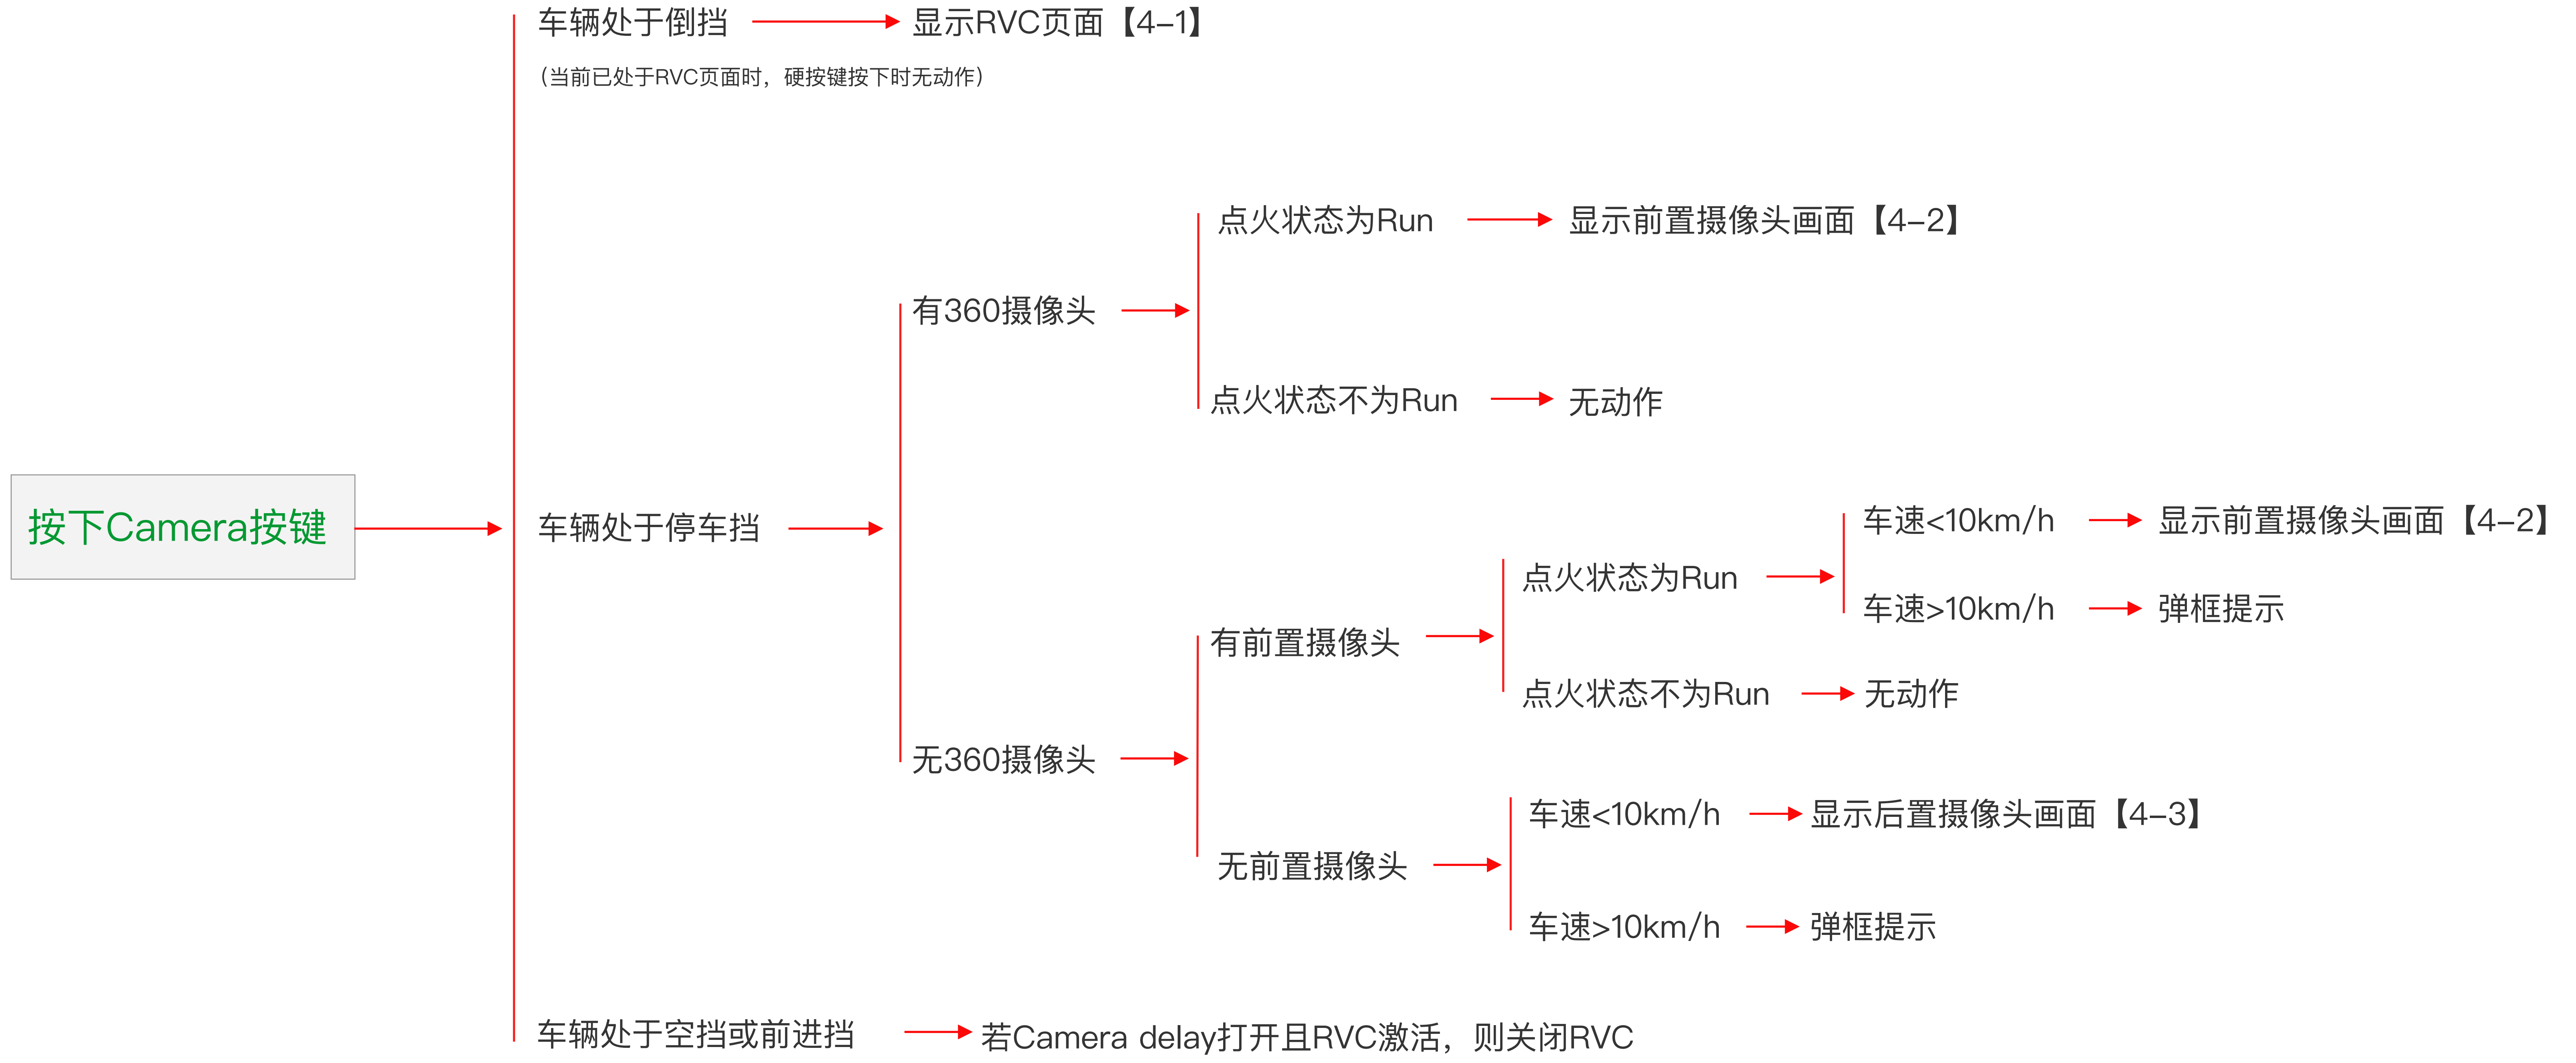 车辆处于倒挡
显示RVC页面【4-1】
（当前已处于RVC页面时，硬按键按下时无动作）
点火状态为Run
显示前置摄像头画面【4-2】
有360摄像头
点火状态不为Run
无动作
按下Camera按键
车辆处于停车挡
车速<10km/h
显示前置摄像头画面【4-2】
点火状态为Run
车速>10km/h
弹框提示
有前置摄像头
点火状态不为Run
无动作
无360摄像头
车速<10km/h
显示后置摄像头画面【4-3】
无前置摄像头
车速>10km/h
弹框提示
车辆处于空挡或前进挡
若Camera delay打开且RVC激活，则关闭RVC